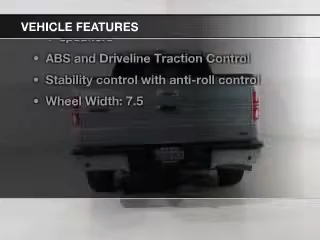 VEHICLE FEATURES
• ABS and Driveline Traction Control
• Stability control with anti-roll control
• Wheel Width: 7.5